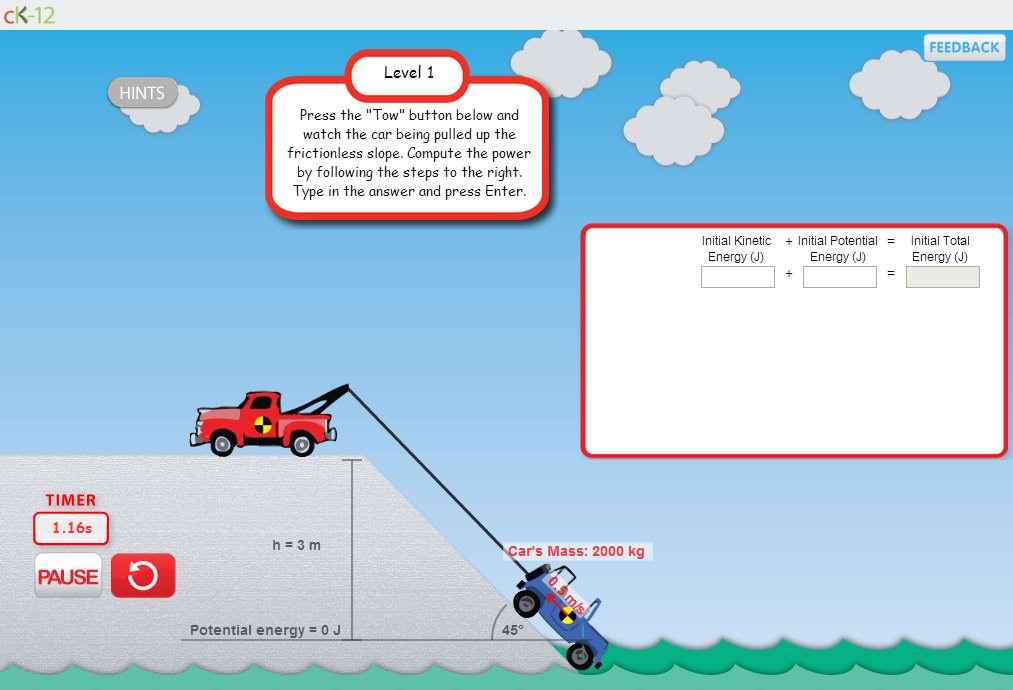 cK-12
FEEDBACK
HINTS
Level 1
Press the "Tow" button below and
watch the car being pulled up the
frictionless slope. Compute the power
by following the steps to the right.
Type in the answer and press Enter.
Initial Kinetic + Initial Potential = Initial Total
Energy (J) Energy (J) Energy (J)
+ =
TIMER
1.16s
PAUSE
h = 3 m
Car's Mass: 2000 kg
0.5 m/s
Potential energy = 0 J
45°